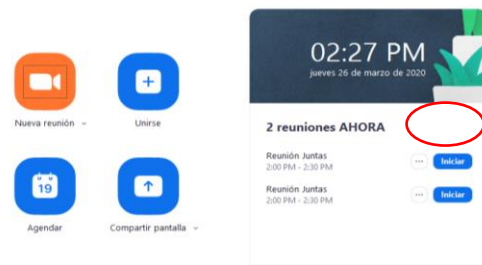 Nueva reunión
Unirse
19
Agendar
Compartir pantalla
02:27 PM
jueves 26 de marzo de 2020
2 reuniones AHORA
Reunión Juntas
2:00 PM - 2:30 PM
Iniciar
Reunión Juntas
2:00 PM - 2:30 PM
Iniciar